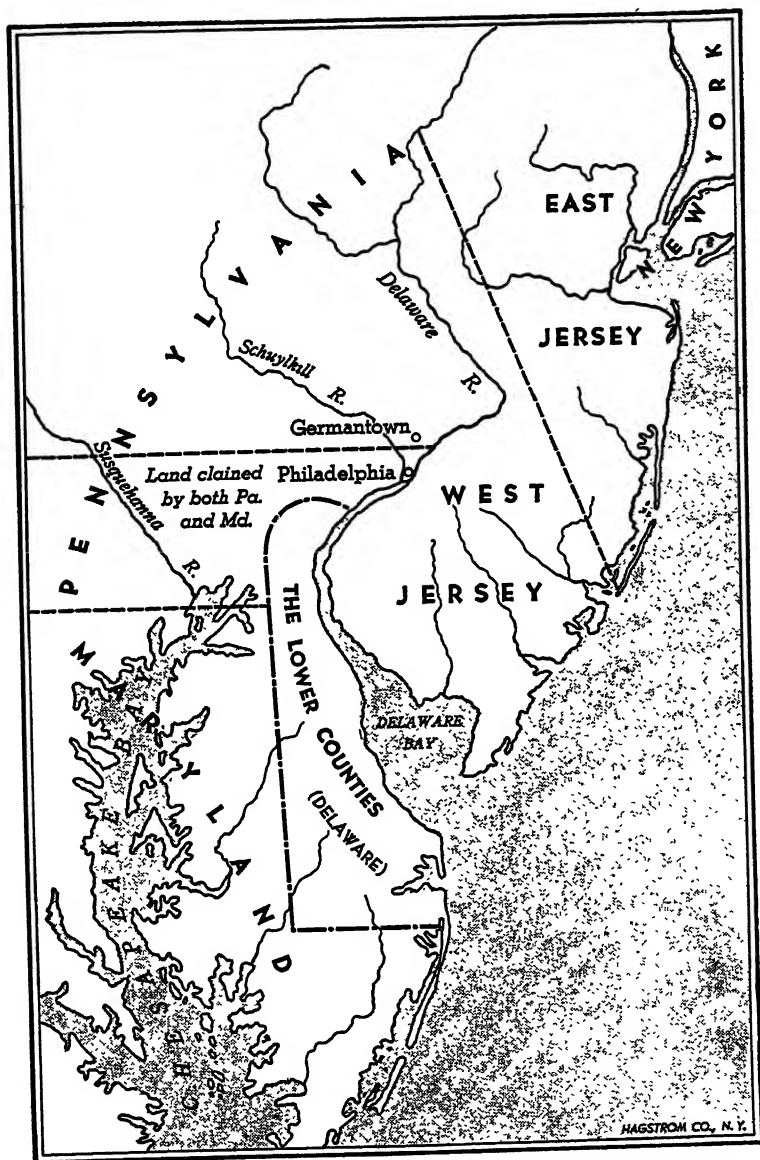 PENNSYLVANIA
NEW YORK
EAST
JERSEY
Delaware
R.
Schuylkill
R.
Germantown
Susquehanna
R.
Land clained
by both Pa.
and Md.
Philadelphia
WEST
JERSEY
THE LOWER COUNTIES
(DELAWARE)
DELAWARE
BAY
MARYLAND
CHESAPEAKE BAY
HAGSTROM CO., N. Y.